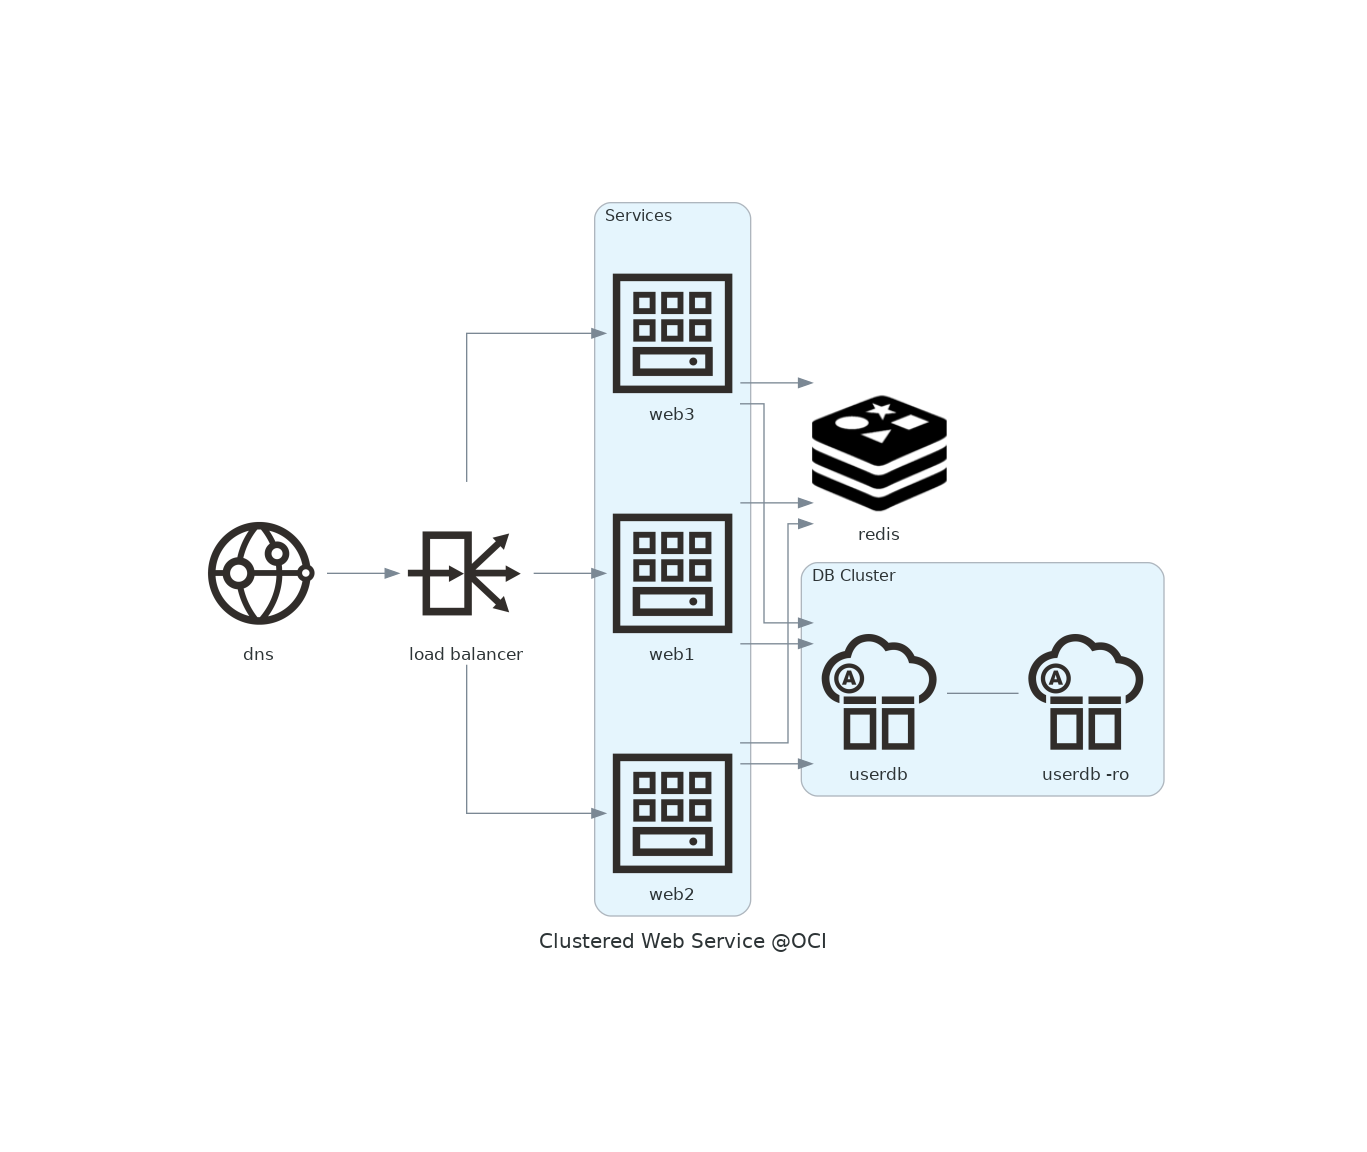 Services
web3
redis
DB Cluster
dns
load balancer
web1
A
A
userdb
userdb -ro
web2
Clustered Web Service @OCI